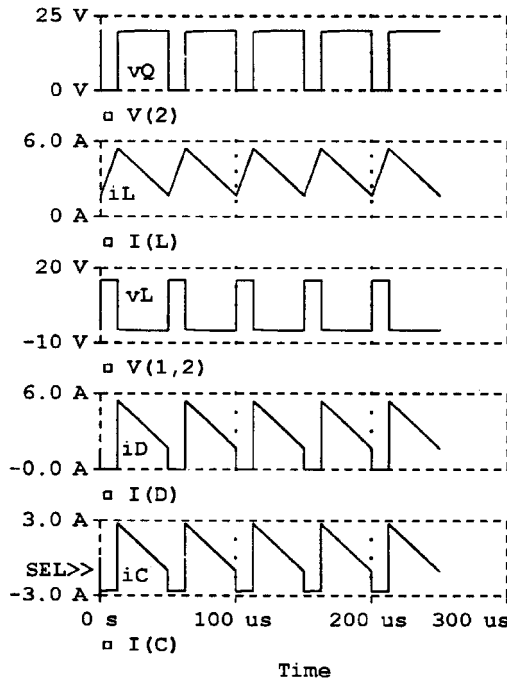 25 V
vQ
0 V
▫ V(2)
6.0 A
iL
0 A
▫ I(L)
20 V
vL
-10 V
▫ V(1,2)
6.0 A
iD
-0.0 A
▫ I(D)
3.0 A
SEL>>
iC
-3.0 A
0 s 100 us 200 us 300 us
▫ I(C)
Time